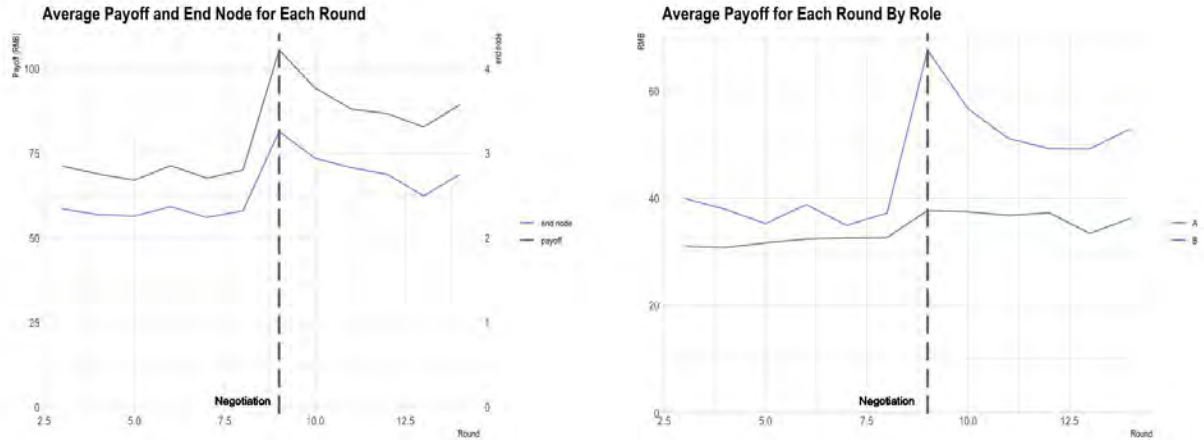 Average Payoff and End Node for Each Round
Payoff (RMB)
end node
100
75
50
25
0
4
3
2
1
0
Negotiation
2.5
5.0
7.5
10.0
12.5
Round
end node
payoff
Average Payoff for Each Round By Role
RMB
60
40
20
0
Negotiation
2.5
5.0
7.5
10.0
12.5
Round
A
B